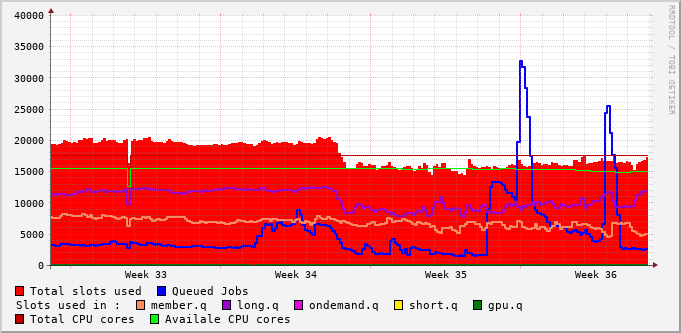 40000
35000
30000
25000
20000
15000
10000
5000
0
Week 33 Week 34 Week 35 Week 36
RRDTOOL / TOBI OETIKER
Total slots used Queued Jobs
Slots used in : member.q long.q ondemand.q short.q gpu.q
Total CPU cores Availale CPU cores